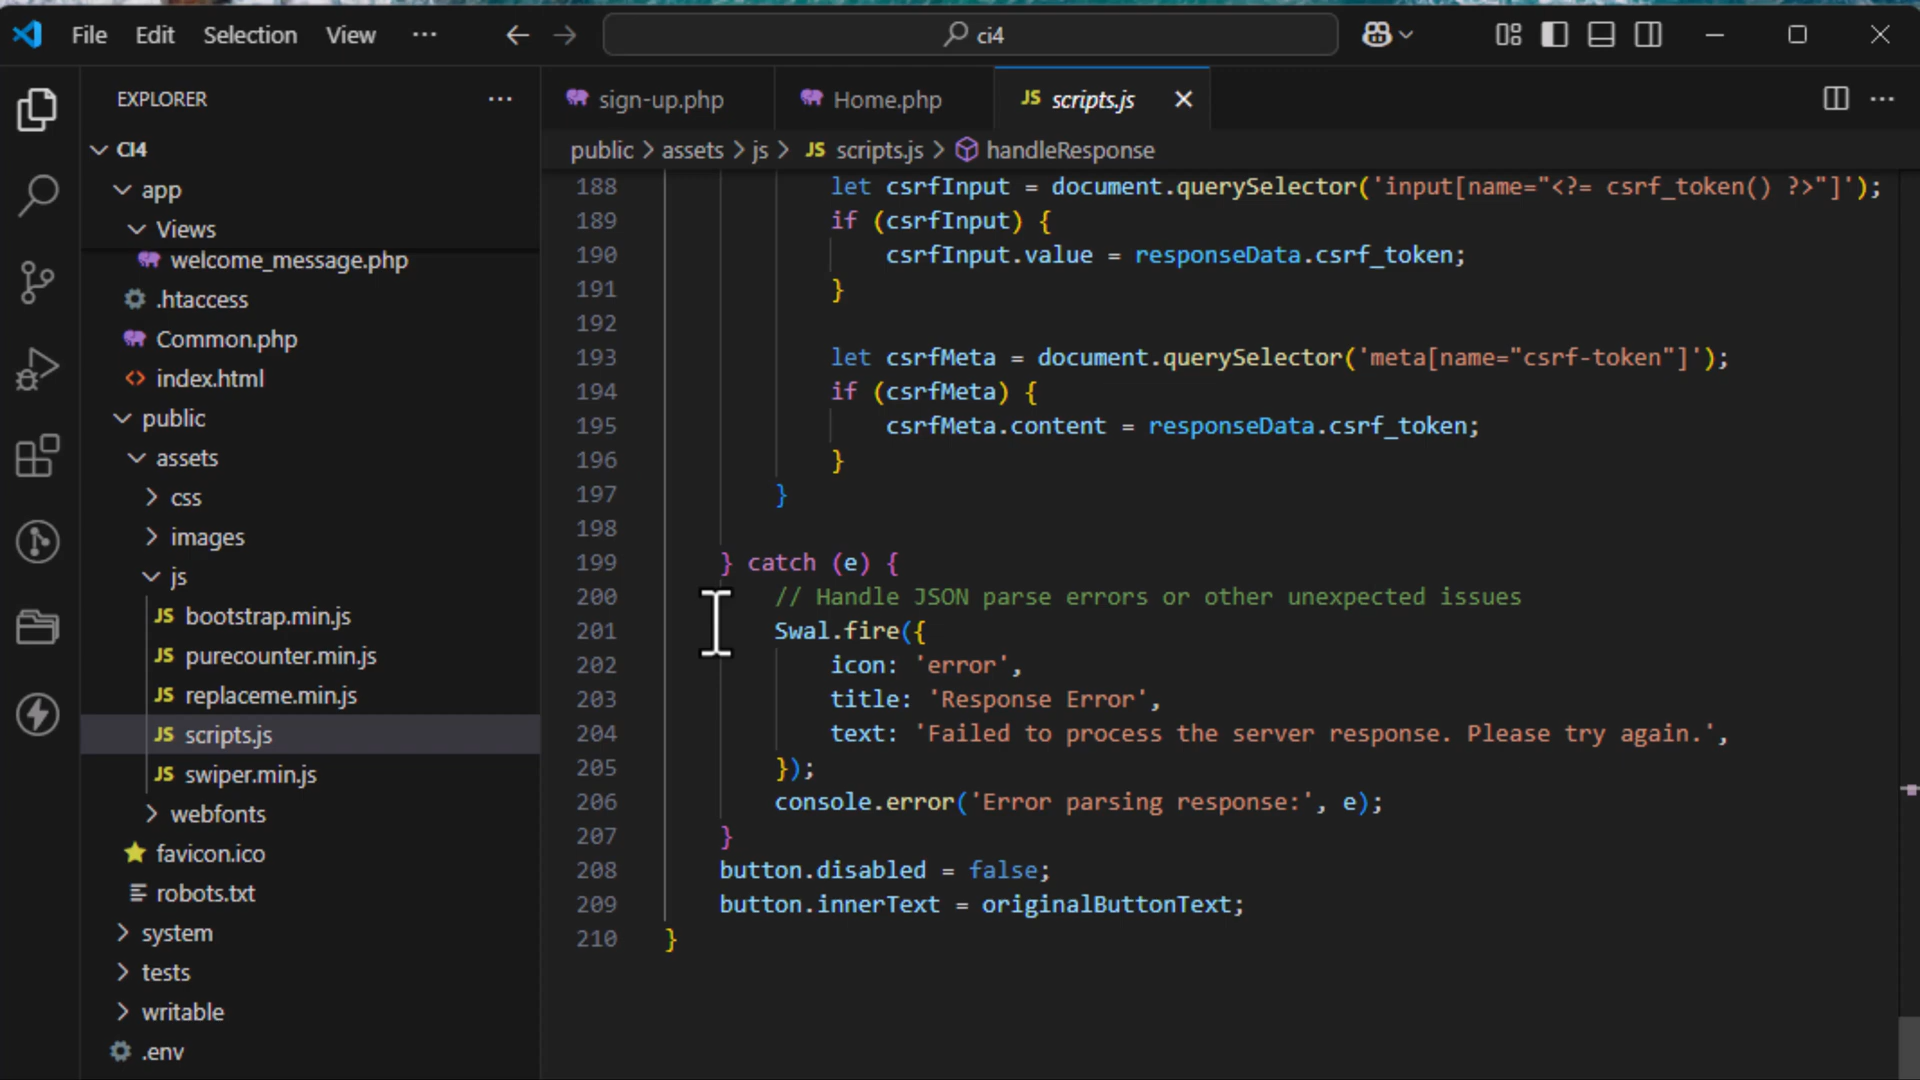 File Edit Selection View ··· ci4
EXPLORER ···
CI4
app
Views
welcome_message.php
.htaccess
Common.php
index.html
public
assets
css
images
js
JS bootstrap.min.js
JS purecounter.min.js
JS replaceme.min.js
JS scripts.js
JS swiper.min.js
webfonts
favicon.ico
robots.txt
system
tests
writable
.env
sign-up.php Home.php JS scripts.js
public > assets > js > JS scripts.js > handleResponse
188 let csrfInput = document.querySelector('input[name="<?= csrf_token() ?>"]');
189 if (csrfInput) {
190 csrfInput.value = responseData.csrf_token;
191 }
192
193 let csrfMeta = document.querySelector('meta[name="csrf-token"]');
194 if (csrfMeta) {
195 csrfMeta.content = responseData.csrf_token;
196 }
197 }
198
199 } catch (e) {
200 // Handle JSON parse errors or other unexpected issues
201 Swal.fire({
202 icon: 'error',
203 title: 'Response Error',
204 text: 'Failed to process the server response. Please try again.',
205 });
206 console.error('Error parsing response:', e);
207 }
208 button.disabled = false;
209 button.innerText = originalButtonText;
210 }